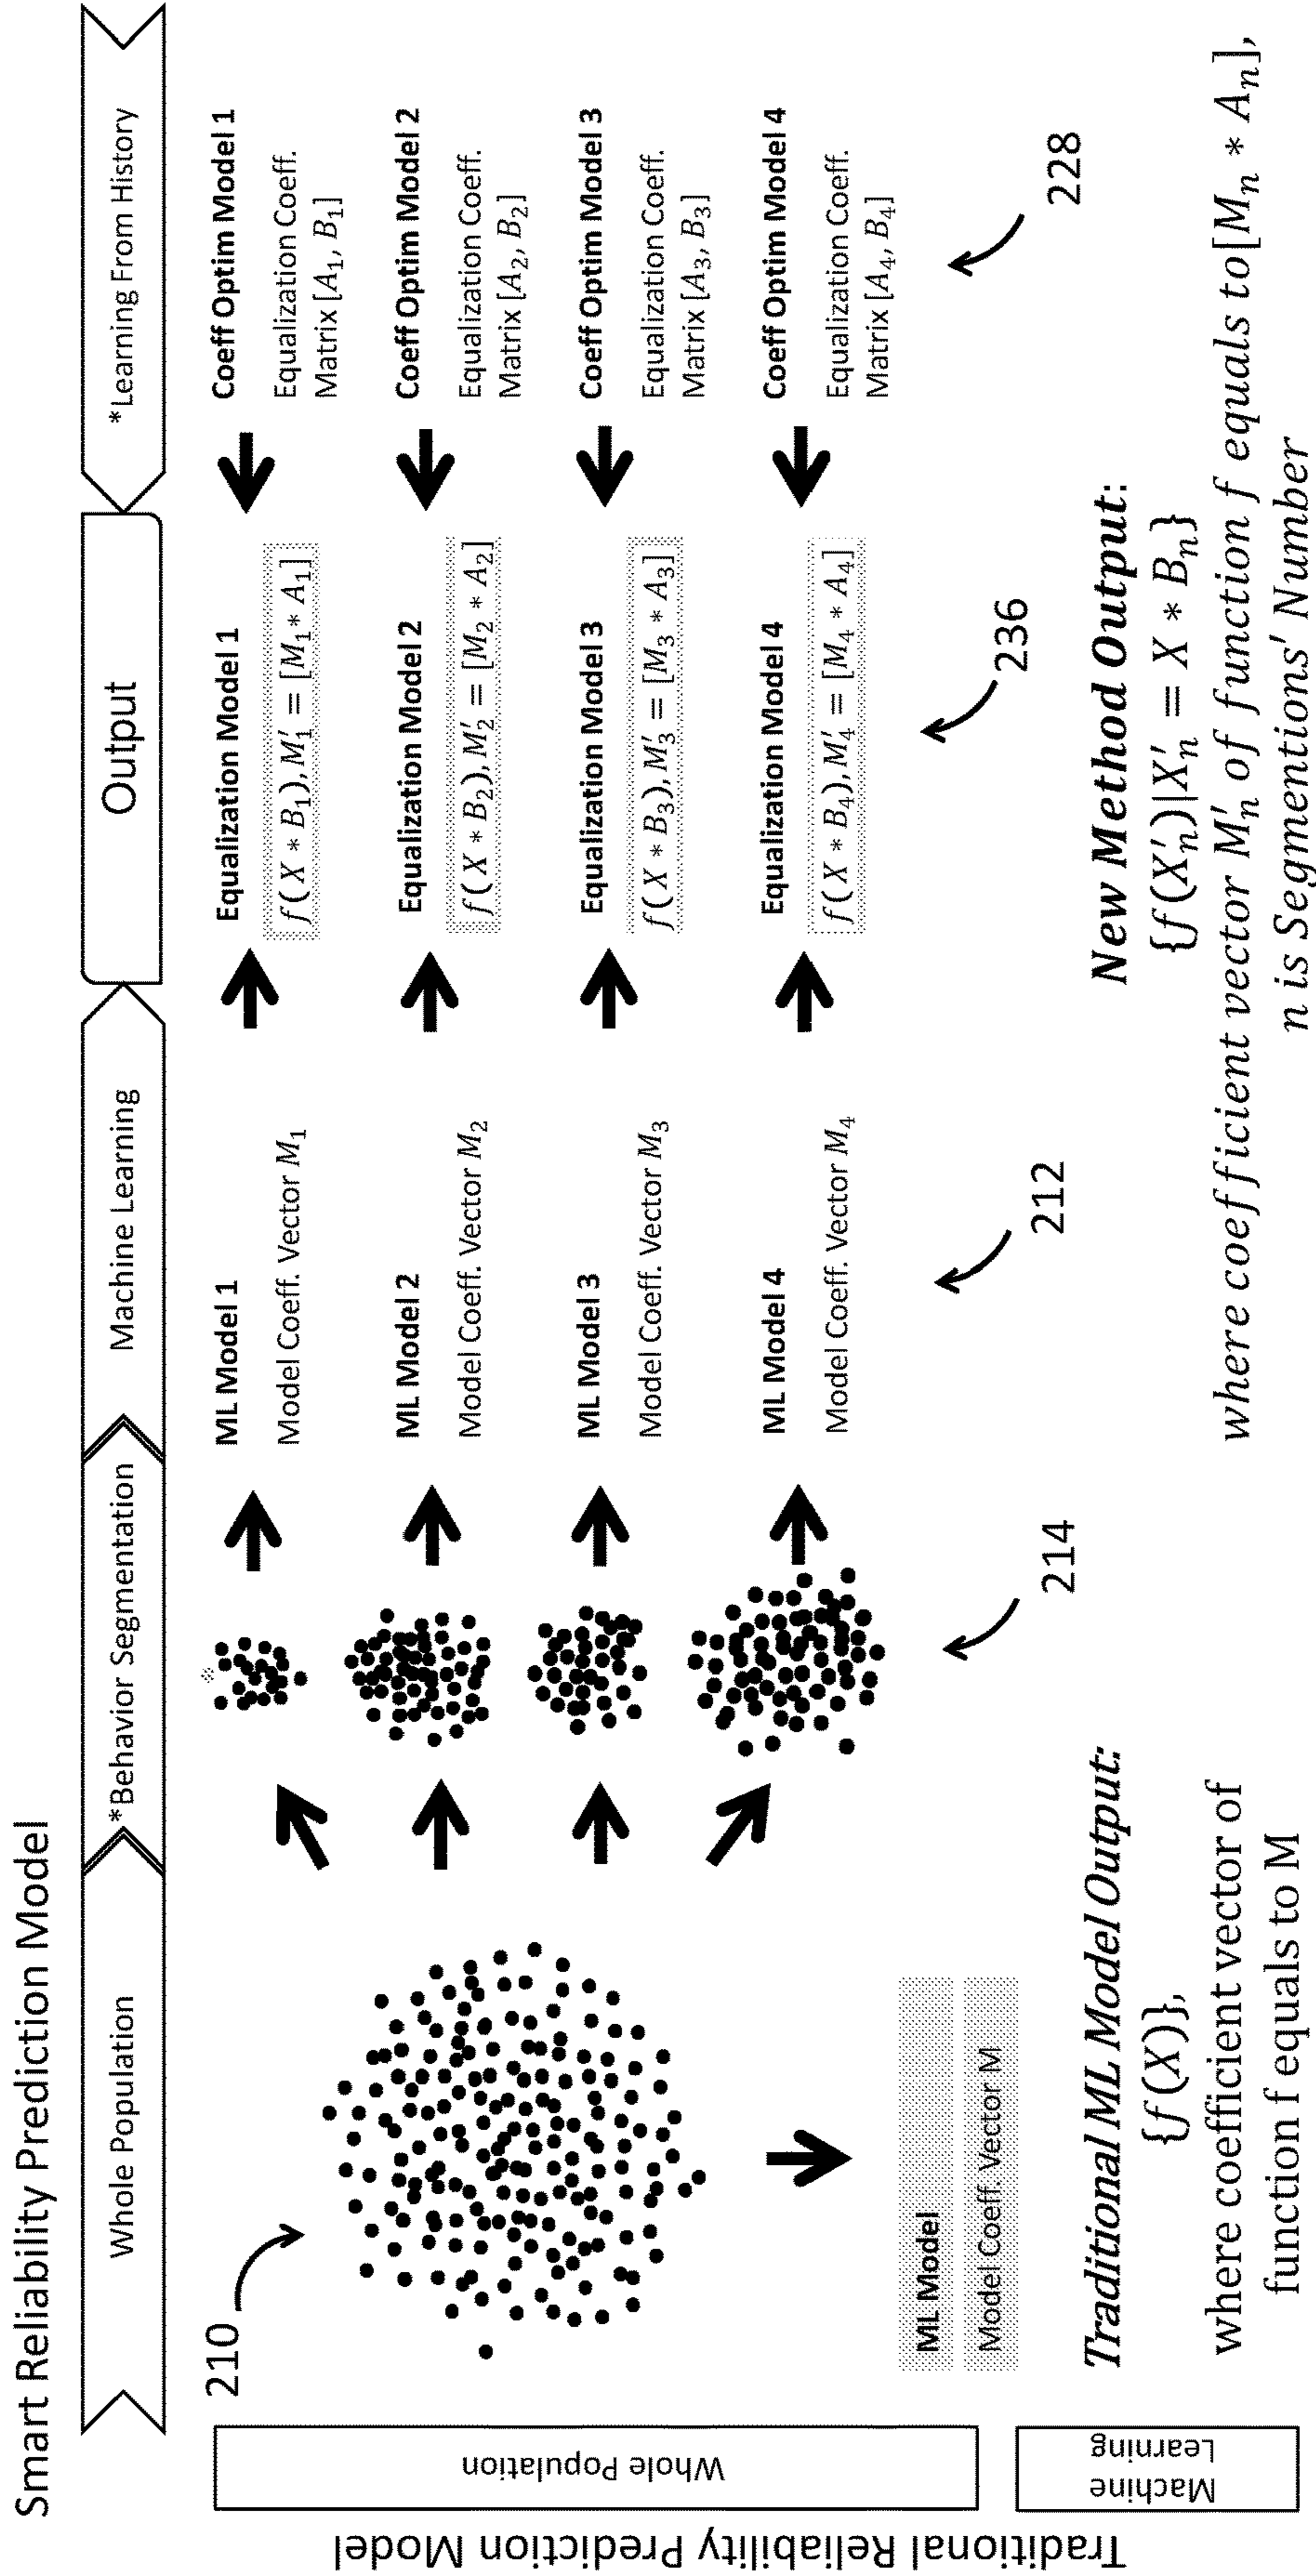 Smart Reliability Prediction Model
Whole Population
*Behavior Segmentation
Machine Learning
Output
*Learning From History
Traditional Reliability Prediction Model
Whole Population
Machine
Learning
210
ML Model
Model Coeff. Vector M
Traditional ML Model Output:
{f(X)},
where coefficient vector of
function f equals to M
214
ML Model 1
Model Coeff. Vector M₁
ML Model 2
Model Coeff. Vector M₂
ML Model 3
Model Coeff. Vector M₃
ML Model 4
Model Coeff. Vector M₄
212
Equalization Model 1
f(X * B₁), M₁′ = [M₁ * A₁]
Equalization Model 2
f(X * B₂), M₂′ = [M₂ * A₂]
Equalization Model 3
f(X * B₃), M₃′ = [M₃ * A₃]
Equalization Model 4
f(X * B₄), M₄′ = [M₄ * A₄]
236
Coeff Optim Model 1
Equalization Coeff.
Matrix [A₁, B₁]
Coeff Optim Model 2
Equalization Coeff.
Matrix [A₂, B₂]
Coeff Optim Model 3
Equalization Coeff.
Matrix [A₃, B₃]
Coeff Optim Model 4
Equalization Coeff.
Matrix [A₄, B₄]
228
New Method Output:
{f(Xₙ′)|Xₙ′ = X * Bₙ}
where coefficient vector Mₙ′ of function f equals to[Mₙ * Aₙ],
n is Segmentions' Number